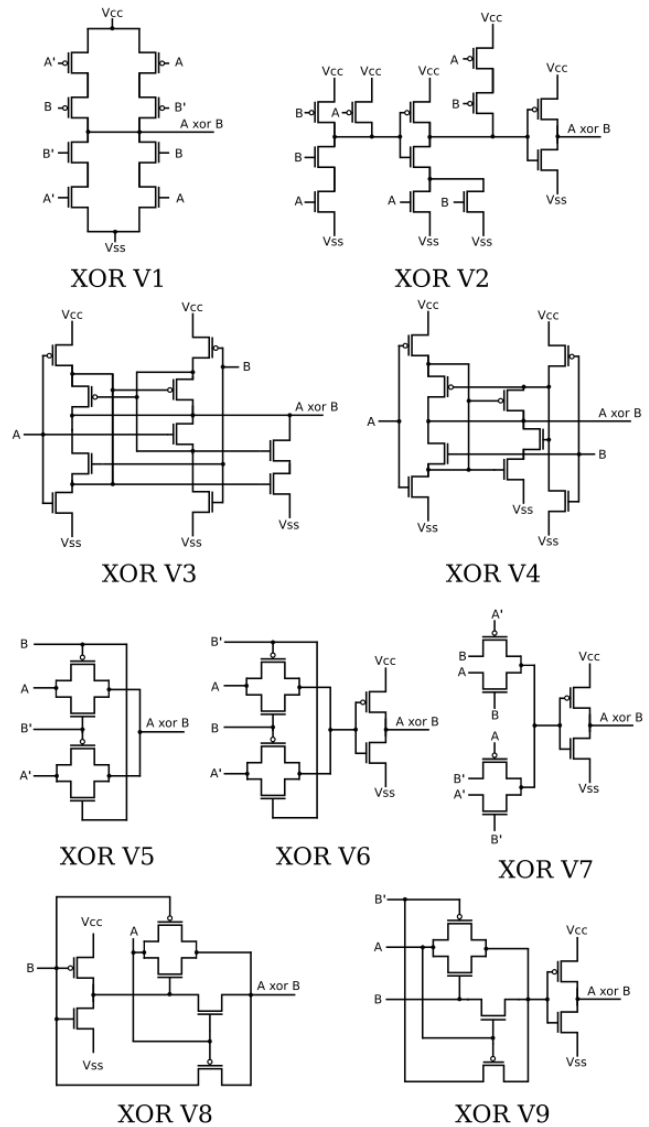 Vcc
A' A
B B'
A xor B
B' B
A' A
Vss
XOR V1
Vcc
A
Vcc Vcc Vcc Vcc
B A B
A xor B
B
A A B
Vss Vss Vss Vss
XOR V2
Vcc Vcc
B
A xor B
A
Vss
Vss Vss
XOR V3
Vcc Vcc
A A xor B
B
Vss
Vss Vss
XOR V4
B
A
B' A xor B
A'
XOR V5
B'
Vcc
A
B A xor B
A'
Vss
XOR V6
A'
B Vcc
A
B
A xor B
A
B'
A' Vss
B'
XOR V7
Vcc A
B
A xor B
Vss
XOR V8
B'
Vcc
A
B A xor B
Vss
XOR V9